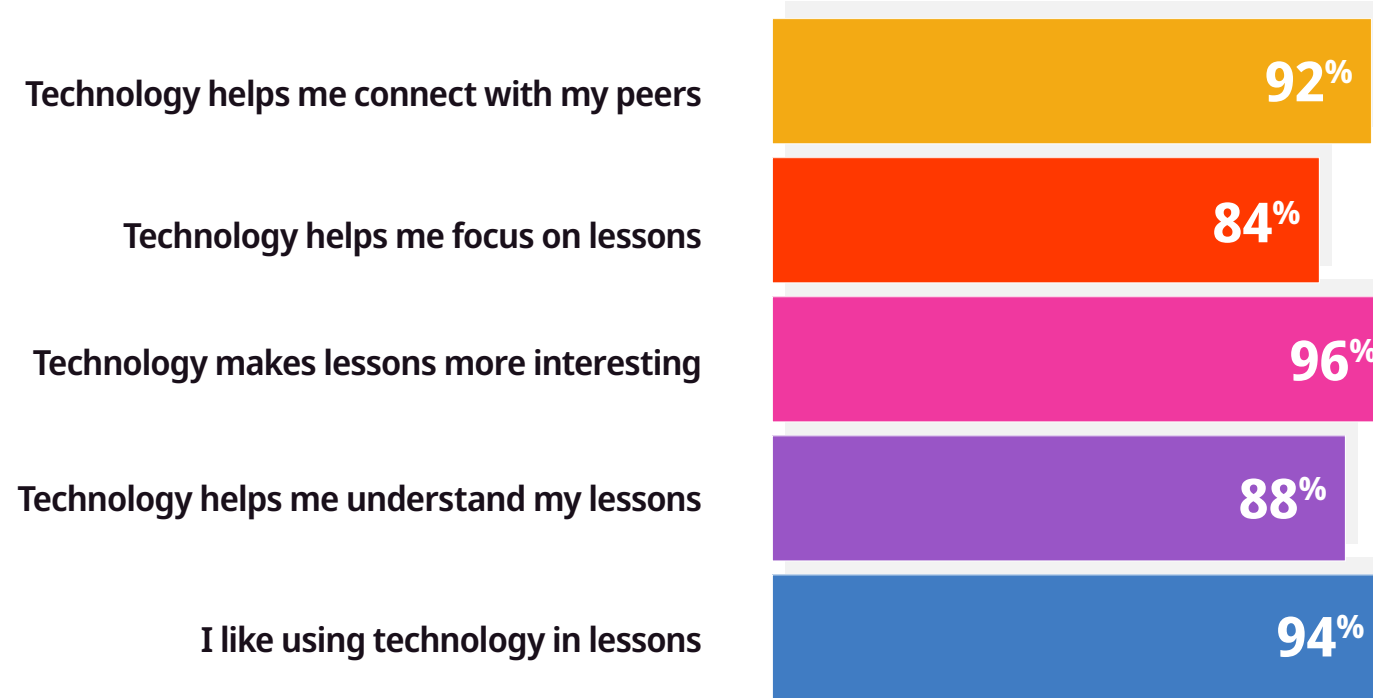 Technology helps me connect with my peers 92%
Technology helps me focus on lessons 84%
Technology makes lessons more interesting 96%
Technology helps me understand my lessons 88%
I like using technology in lessons 94%